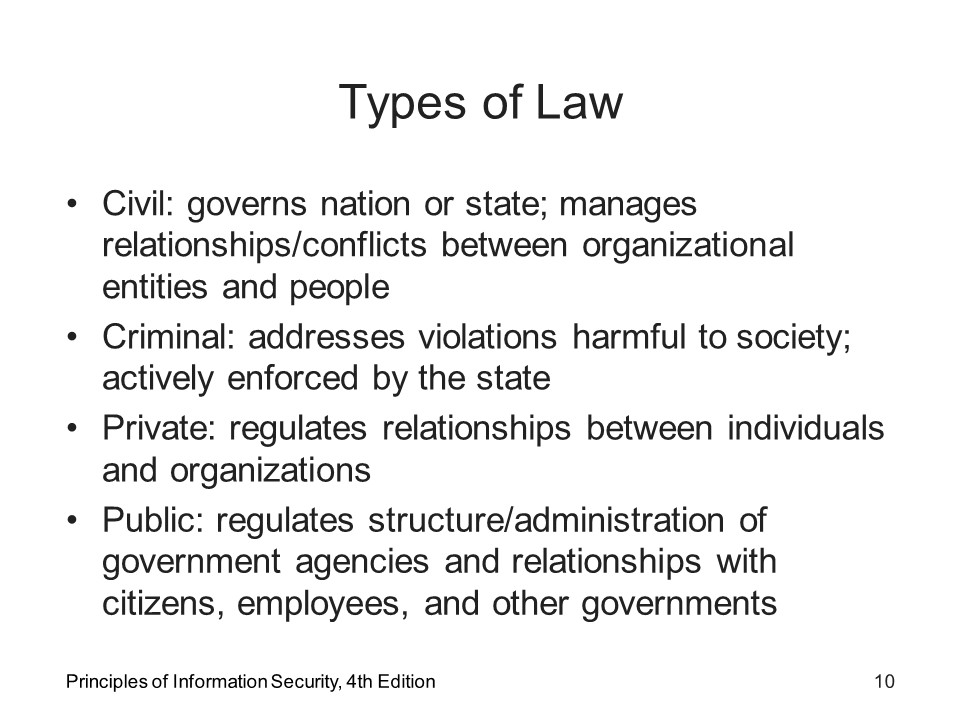 Types of Law
• Civil: governs nation or state; manages
relationships/conflicts between organizational
entities and people
• Criminal: addresses violations harmful to society;
actively enforced by the state
• Private: regulates relationships between individuals
and organizations
• Public: regulates structure/administration of
government agencies and relationships with
citizens, employees, and other governments
Principles of Information Security, 4th Edition
10